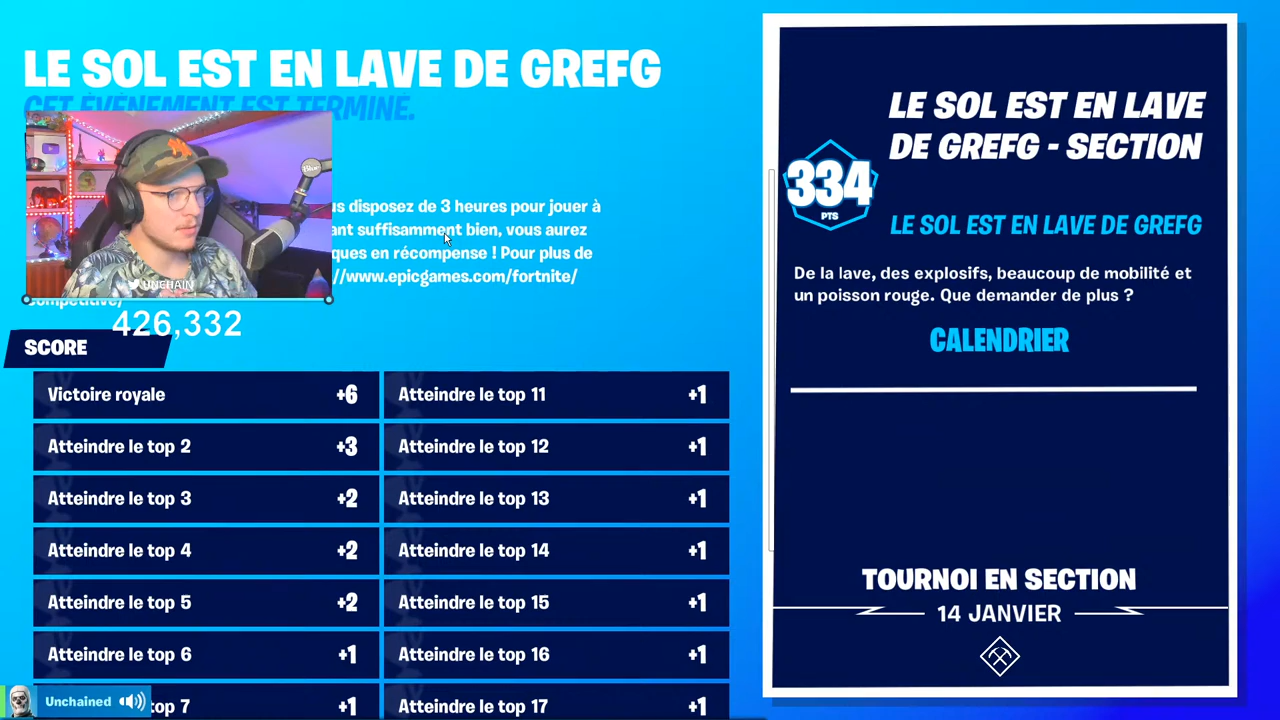 LE SOL EST EN LAVE DE GREFG
CET ÉVÉNEMENT EST TERMINÉ.
us disposez de 3 heures pour jouer à
ant suffisamment bien, vous aurez
ques en récompense ! Pour plus de
//www.epicgames.com/fortnite/
competitive)
Blue
UNCHAIN
426,332
SCORE
Victoire royale +6
Atteindre le top 2 +3
Atteindre le top 3 +2
Atteindre le top 4 +2
Atteindre le top 5 +2
Atteindre le top 6 +1
top 7 +1
Atteindre le top 11 +1
Atteindre le top 12 +1
Atteindre le top 13 +1
Atteindre le top 14 +1
Atteindre le top 15 +1
Atteindre le top 16 +1
Atteindre le top 17 +1
Unchained
334
PTS
LE SOL EST EN LAVE
DE GREFG - SECTION
LE SOL EST EN LAVE DE GREFG
De la lave, des explosifs, beaucoup de mobilité et
un poisson rouge. Que demander de plus ?
CALENDRIER
TOURNOI EN SECTION
14 JANVIER